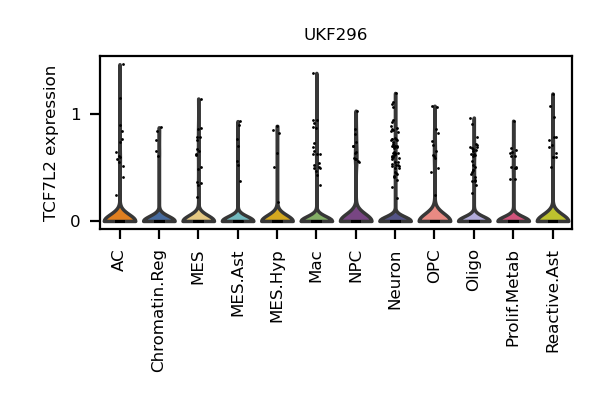 UKF296
TCF7L2 expression
1
0
AC
Chromatin.Reg
MES
MES.Ast
MES.Hyp
Mac
NPC
Neuron
OPC
Oligo
Prolif.Metab
Reactive.Ast